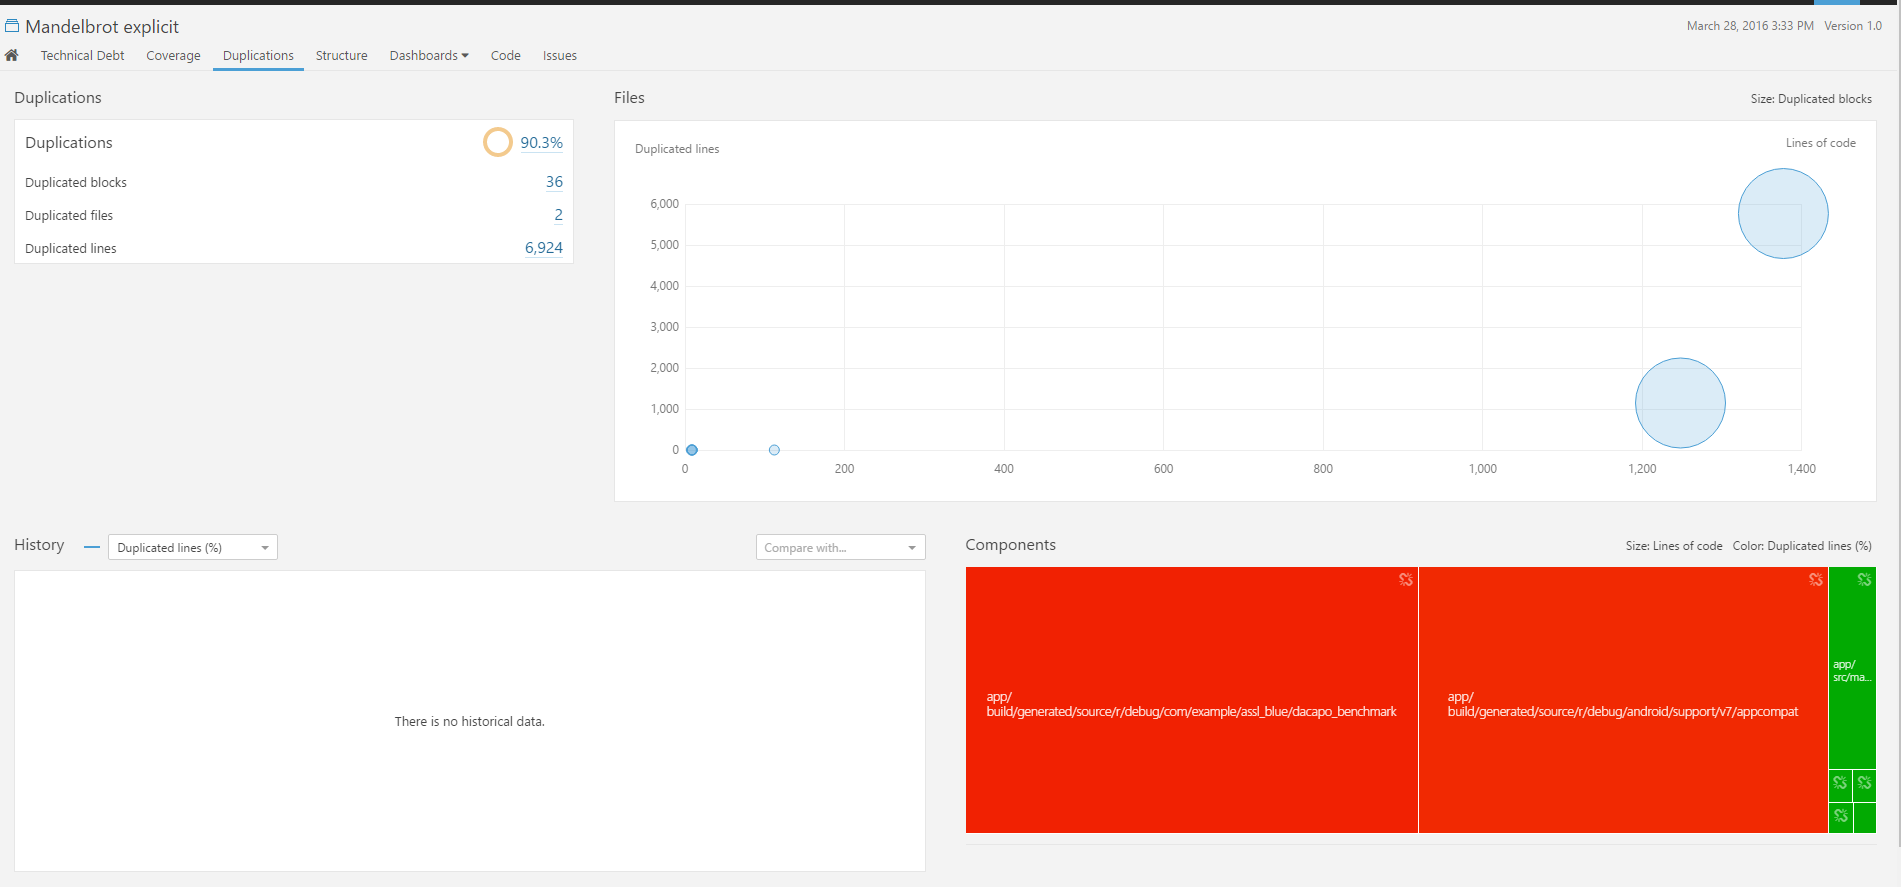 Mandelbrot explicit
March 28, 2016 3:33 PM Version 1.0
Technical Debt Coverage Duplications Structure Dashboards Code Issues
Duplications
Duplications 90.3%
Duplicated blocks 36
Duplicated files 2
Duplicated lines 6,924
Files
Size: Duplicated blocks
Duplicated lines
Lines of code
6,000
5,000
4,000
3,000
2,000
1,000
0
0 200 400 600 800 1,000 1,200 1,400
History
Duplicated lines (%)
Compare with...
There is no historical data.
Components
Size: Lines of code Color: Duplicated lines (%)
app/
build/generated/source/r/debug/com/example/assl_blue/dacapo_benchmark
app/
build/generated/source/r/debug/android/support/v7/appcompat
app/
src/ma...